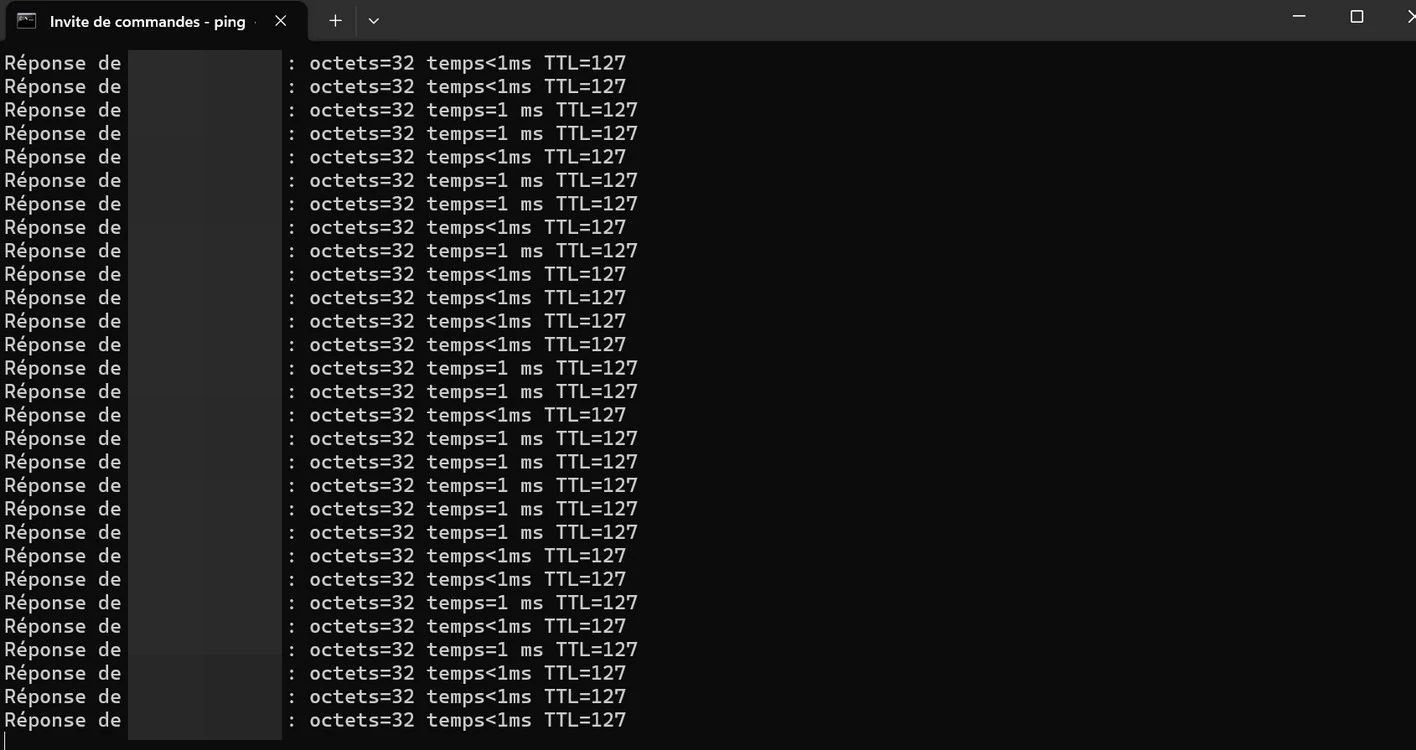 Invite de commandes - ping
Réponse de : octets=32 temps<1ms TTL=127
Réponse de : octets=32 temps<1ms TTL=127
Réponse de : octets=32 temps=1 ms TTL=127
Réponse de : octets=32 temps=1 ms TTL=127
Réponse de : octets=32 temps<1ms TTL=127
Réponse de : octets=32 temps=1 ms TTL=127
Réponse de : octets=32 temps=1 ms TTL=127
Réponse de : octets=32 temps<1ms TTL=127
Réponse de : octets=32 temps=1 ms TTL=127
Réponse de : octets=32 temps<1ms TTL=127
Réponse de : octets=32 temps<1ms TTL=127
Réponse de : octets=32 temps<1ms TTL=127
Réponse de : octets=32 temps<1ms TTL=127
Réponse de : octets=32 temps=1 ms TTL=127
Réponse de : octets=32 temps=1 ms TTL=127
Réponse de : octets=32 temps<1ms TTL=127
Réponse de : octets=32 temps=1 ms TTL=127
Réponse de : octets=32 temps=1 ms TTL=127
Réponse de : octets=32 temps=1 ms TTL=127
Réponse de : octets=32 temps=1 ms TTL=127
Réponse de : octets=32 temps=1 ms TTL=127
Réponse de : octets=32 temps<1ms TTL=127
Réponse de : octets=32 temps<1ms TTL=127
Réponse de : octets=32 temps=1 ms TTL=127
Réponse de : octets=32 temps<1ms TTL=127
Réponse de : octets=32 temps=1 ms TTL=127
Réponse de : octets=32 temps<1ms TTL=127
Réponse de : octets=32 temps<1ms TTL=127
Réponse de : octets=32 temps<1ms TTL=127